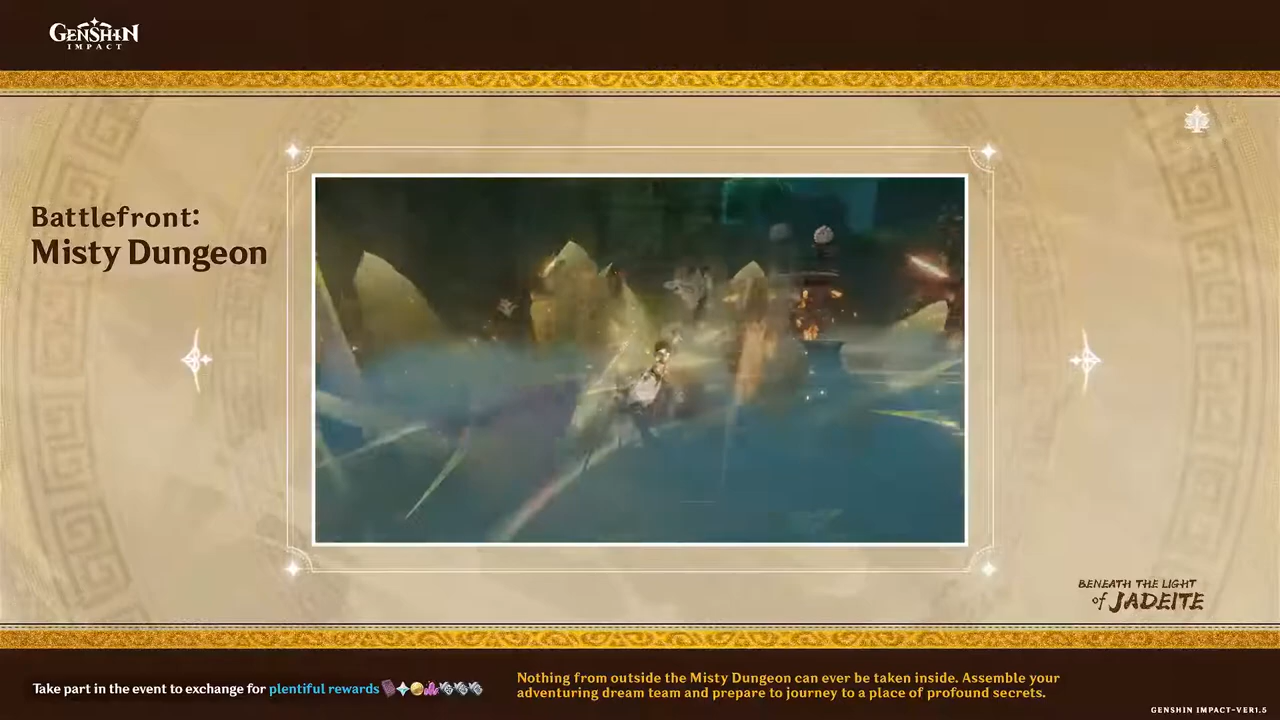 GENSHIN
IMPACT
Battlefront:
Misty Dungeon
BENEATH THE LIGHT
of JADEITE
Take part in the event to exchange for plentiful rewards
Nothing from outside the Misty Dungeon can ever be taken inside. Assemble your
adventuring dream team and prepare to journey to a place of profound secrets.
GENSHIN IMPACT-VER1.5